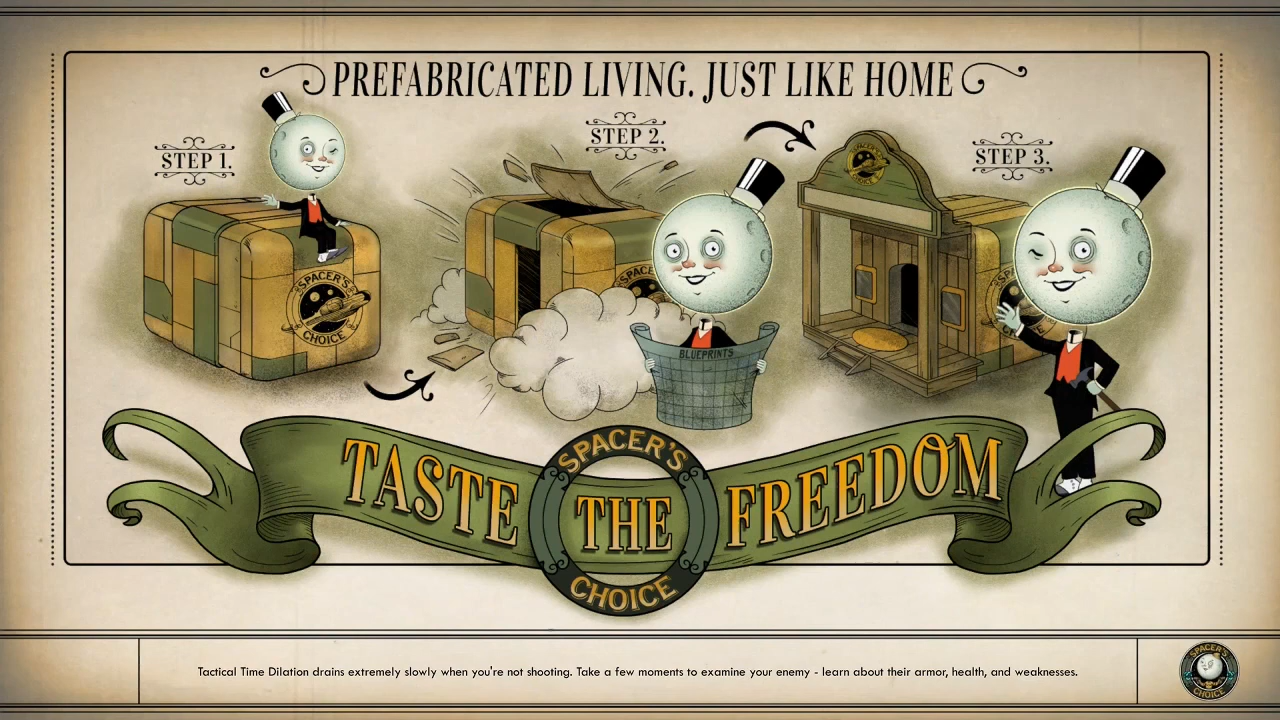 PREFABRICATED LIVING. JUST LIKE HOME
STEP 1.
STEP 2.
STEP 3.
SPACER'S
CHOICE
SPACER'S
SPACER'S
CHOICE
BLUEPRINTS
TASTE THE FREEDOM
SPACER'S
CHOICE
Tactical Time Dilation drains extremely slowly when you're not shooting. Take a few moments to examine your enemy - learn about their armor, health, and weaknesses.
SPACER'S
CHOICE